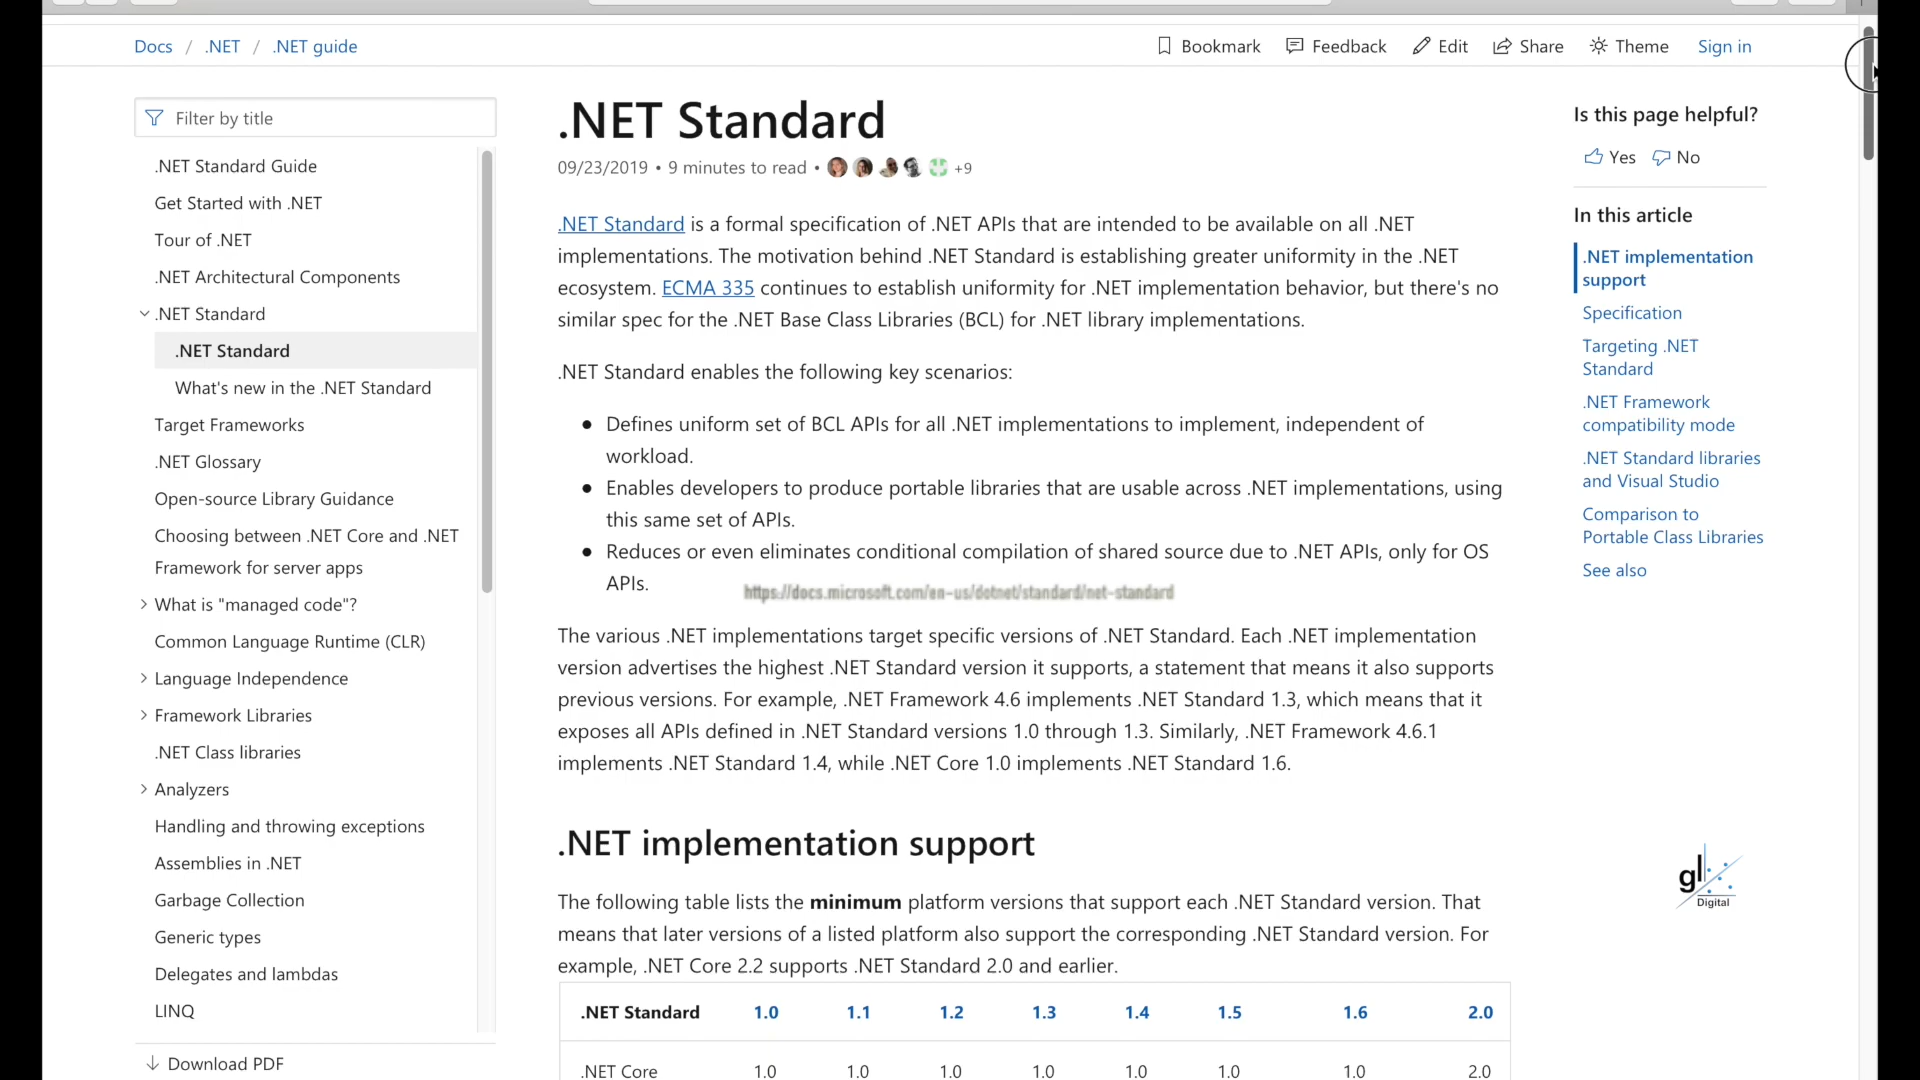 Docs / .NET / .NET guide
Bookmark Feedback Edit Share Theme Sign in
Filter by title
.NET Standard Guide
Get Started with .NET
Tour of .NET
.NET Architectural Components
.NET Standard
.NET Standard
What's new in the .NET Standard
Target Frameworks
.NET Glossary
Open-source Library Guidance
Choosing between .NET Core and .NET
Framework for server apps
What is "managed code"?
Common Language Runtime (CLR)
Language Independence
Framework Libraries
.NET Class libraries
Analyzers
Handling and throwing exceptions
Assemblies in .NET
Garbage Collection
Generic types
Delegates and lambdas
LINQ
Download PDF
.NET Standard
09/23/2019 • 9 minutes to read • +9
.NET Standard is a formal specification of .NET APIs that are intended to be available on all .NET
implementations. The motivation behind .NET Standard is establishing greater uniformity in the .NET
ecosystem. ECMA 335 continues to establish uniformity for .NET implementation behavior, but there's no
similar spec for the .NET Base Class Libraries (BCL) for .NET library implementations.
.NET Standard enables the following key scenarios:
• Defines uniform set of BCL APIs for all .NET implementations to implement, independent of
workload.
• Enables developers to produce portable libraries that are usable across .NET implementations, using
this same set of APIs.
• Reduces or even eliminates conditional compilation of shared source due to .NET APIs, only for OS
APIs.
https://docs.microsoft.com/en-us/dotnet/standard/net-standard
The various .NET implementations target specific versions of .NET Standard. Each .NET implementation
version advertises the highest .NET Standard version it supports, a statement that means it also supports
previous versions. For example, .NET Framework 4.6 implements .NET Standard 1.3, which means that it
exposes all APIs defined in .NET Standard versions 1.0 through 1.3. Similarly, .NET Framework 4.6.1
implements .NET Standard 1.4, while .NET Core 1.0 implements .NET Standard 1.6.
.NET implementation support
The following table lists the minimum platform versions that support each .NET Standard version. That
means that later versions of a listed platform also support the corresponding .NET Standard version. For
example, .NET Core 2.2 supports .NET Standard 2.0 and earlier.
.NET Standard 1.0 1.1 1.2 1.3 1.4 1.5 1.6 2.0
.NET Core 1.0 1.0 1.0 1.0 1.0 1.0 1.0 2.0
Is this page helpful?
Yes No
In this article
.NET implementation
support
Specification
Targeting .NET
Standard
.NET Framework
compatibility mode
.NET Standard libraries
and Visual Studio
Comparison to
Portable Class Libraries
See also
gl
Digital